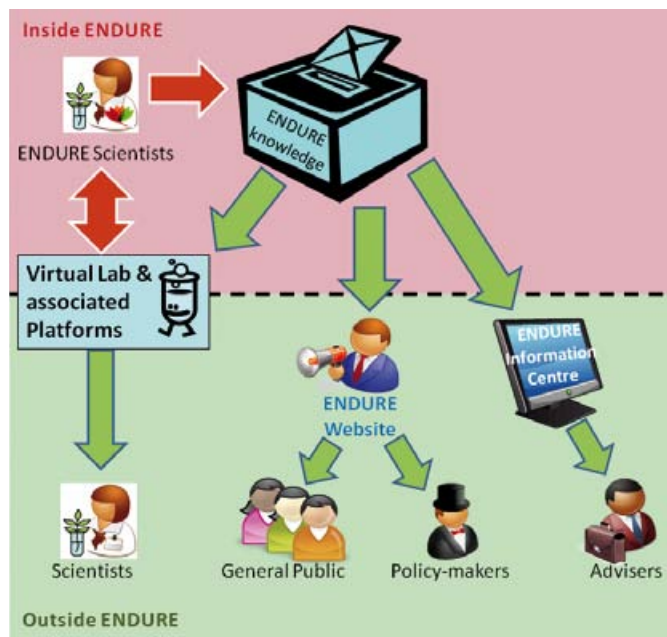 Inside ENDURE
ENDURE
knowledge
ENDURE Scientists
Virtual Lab &
associated
Platforms
ENDURE
Information
Centre
ENDURE
Website
Scientists
General Public
Policy-makers
Advisers
Outside ENDURE